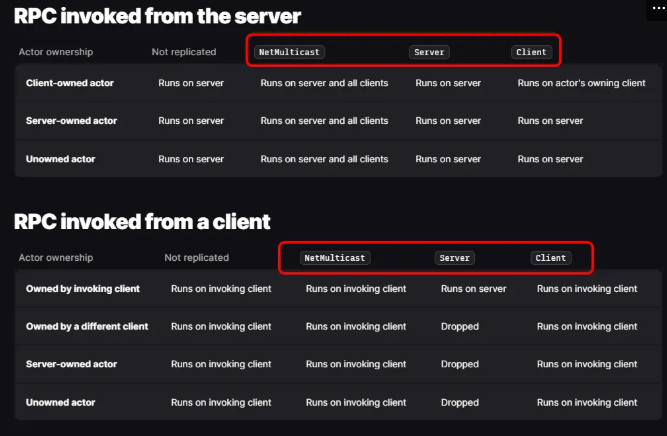 RPC invoked from the server
Actor ownership Not replicated NetMulticast Server Client
Client-owned actor Runs on server Runs on server and all clients Runs on server Runs on actor's owning client
Server-owned actor Runs on server Runs on server and all clients Runs on server Runs on server
Unowned actor Runs on server Runs on server and all clients Runs on server Runs on server
RPC invoked from a client
Actor ownership Not replicated NetMulticast Server Client
Owned by invoking client Runs on invoking client Runs on invoking client Runs on server Runs on invoking client
Owned by a different client Runs on invoking client Runs on invoking client Dropped Runs on invoking client
Server-owned actor Runs on invoking client Runs on invoking client Dropped Runs on invoking client
Unowned actor Runs on invoking client Runs on invoking client Dropped Runs on invoking client